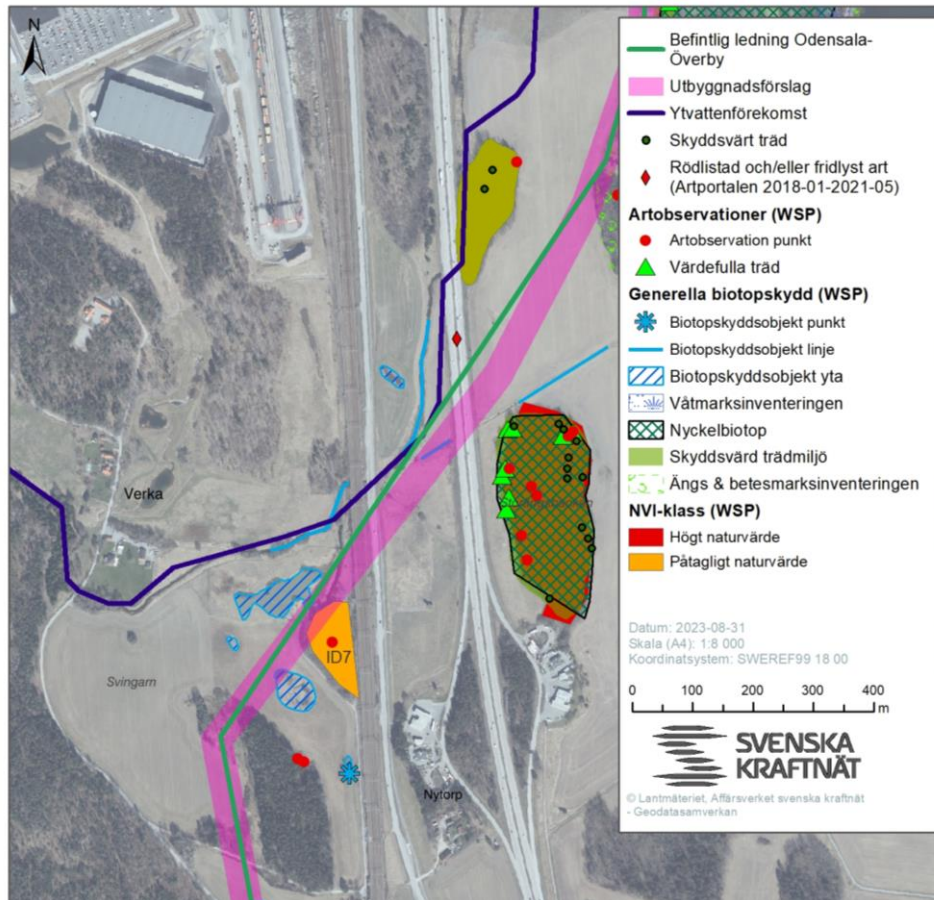 N
Befintlig ledning Odensala-
Överby
Utbyggnadsförslag
Ytvattenförekomst
Skyddsvärt träd
Rödlistad och/eller fridlyst art
(Artportalen 2018-01-2021-05)
Artobservationer (WSP)
Artobservation punkt
Värdefulla träd
Generella biotopskydd (WSP)
Biotopskyddsobjekt punkt
Biotopskyddsobjekt linje
Biotopskyddsobjekt yta
Våtmarksinventeringen
Nyckelbiotop
Skyddsvärd trädmiljö
Ängs & betesmarksinventeringen
NVI-klass (WSP)
Högt naturvärde
Påtagligt naturvärde
Datum: 2023-08-31
Skala (A4): 1:8 000
Koordinatsystem: SWEREF99 18 00
0 100 200 300 400
m
SVENSKA
KRAFTNÄT
© Lantmäteriet, Affärsverket svenska kraftnät
- Geodatasamverkan
Verka
ID7
Svingarn
Nytorp